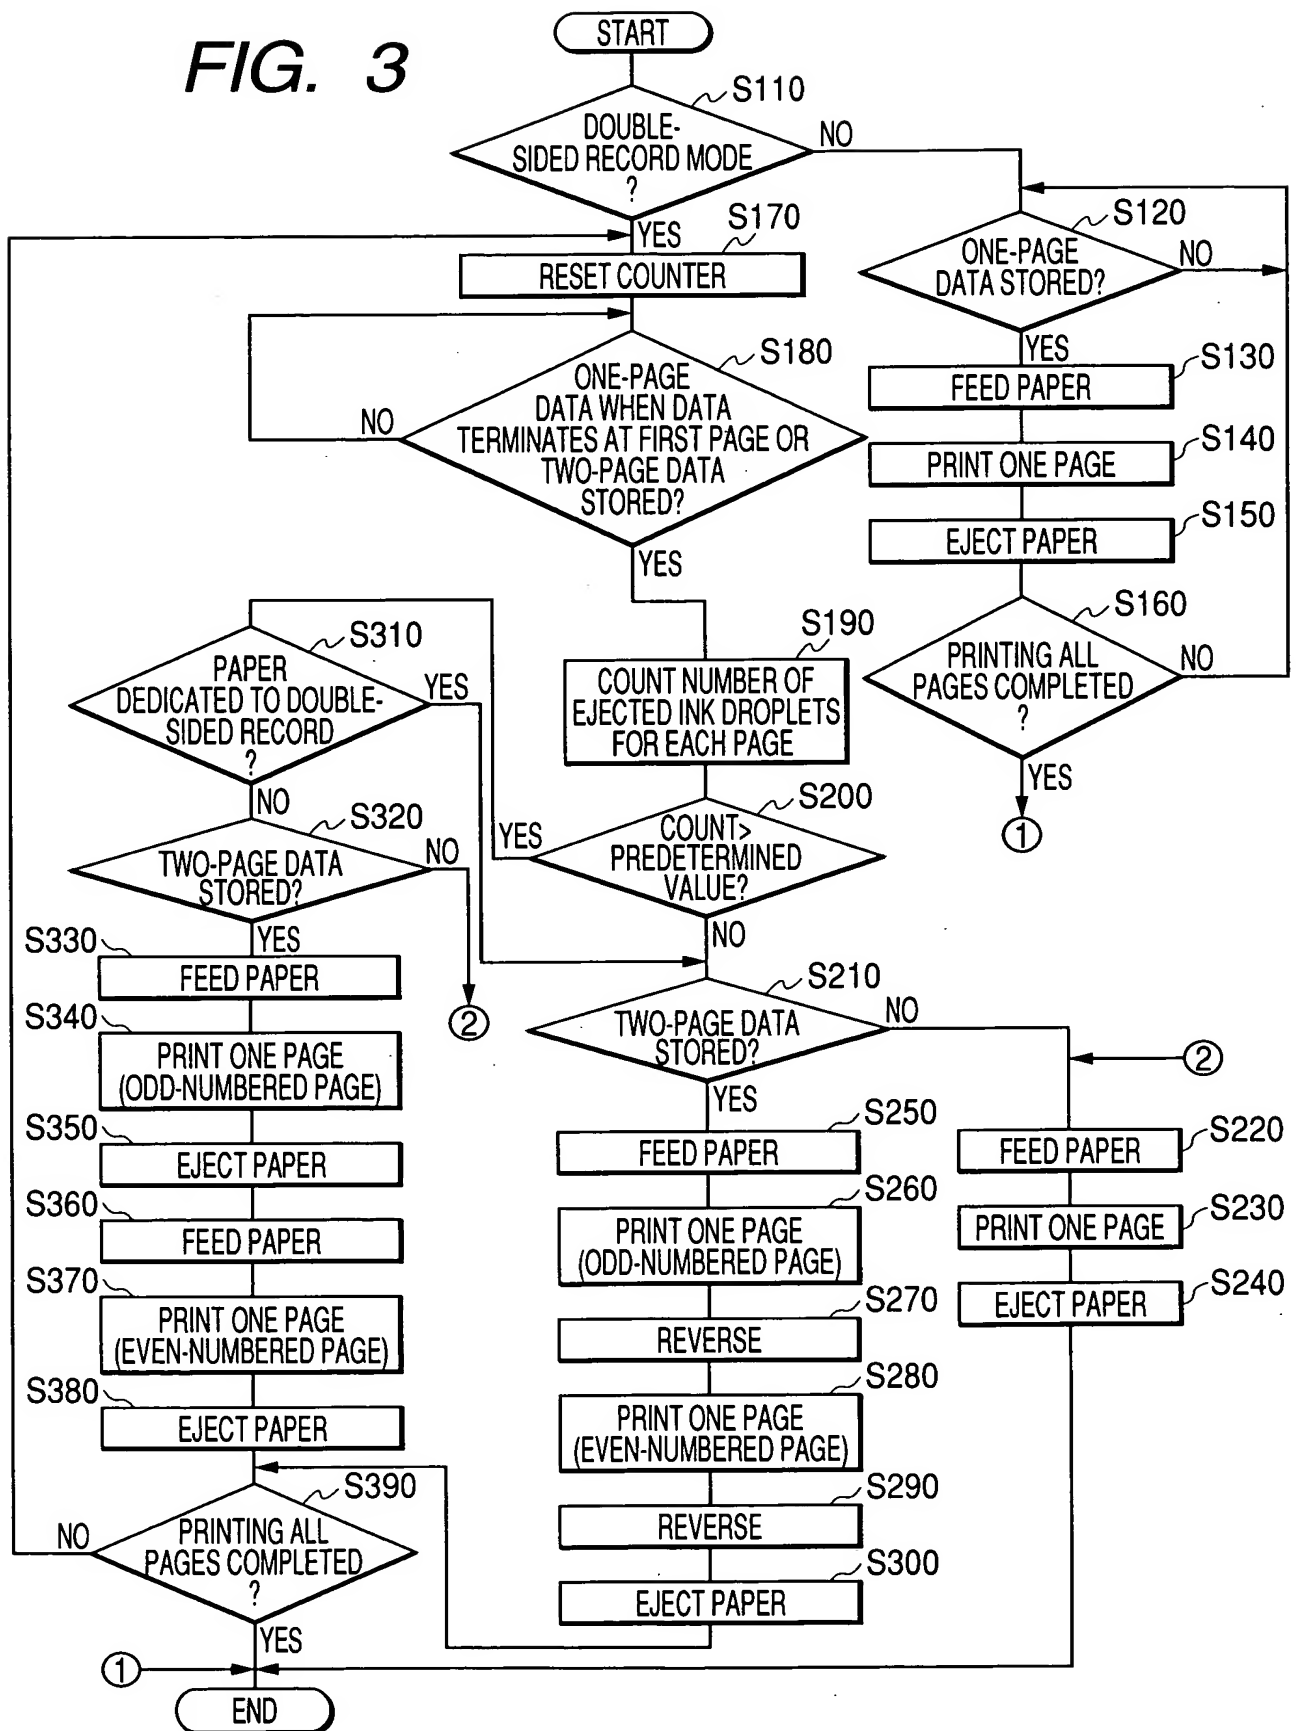 FIG. 3
START
S110
DOUBLE-
SIDED RECORD MODE
?
NO
YES
S170
RESET COUNTER
S120
ONE-PAGE
DATA STORED?
NO
YES
S130
FEED PAPER
S140
PRINT ONE PAGE
S150
EJECT PAPER
S160
PRINTING ALL
PAGES COMPLETED
?
NO
YES
1
S180
ONE-PAGE
DATA WHEN DATA
TERMINATES AT FIRST PAGE OR
TWO-PAGE DATA
STORED?
NO
YES
S190
COUNT NUMBER OF
EJECTED INK DROPLETS
FOR EACH PAGE
S200
COUNT>
PREDETERMINED
VALUE?
YES
NO
S310
PAPER
DEDICATED TO DOUBLE-
SIDED RECORD
?
YES
NO
S320
TWO-PAGE DATA
STORED?
NO
2
YES
S330
FEED PAPER
S340
PRINT ONE PAGE
(ODD-NUMBERED PAGE)
S350
EJECT PAPER
S360
FEED PAPER
S370
PRINT ONE PAGE
(EVEN-NUMBERED PAGE)
S380
EJECT PAPER
S390
PRINTING ALL
PAGES COMPLETED
?
NO
YES
1
END
S210
TWO-PAGE DATA
STORED?
NO
YES
2
S250
FEED PAPER
S260
PRINT ONE PAGE
(ODD-NUMBERED PAGE)
S270
REVERSE
S280
PRINT ONE PAGE
(EVEN-NUMBERED PAGE)
S290
REVERSE
S300
EJECT PAPER
S220
FEED PAPER
S230
PRINT ONE PAGE
S240
EJECT PAPER